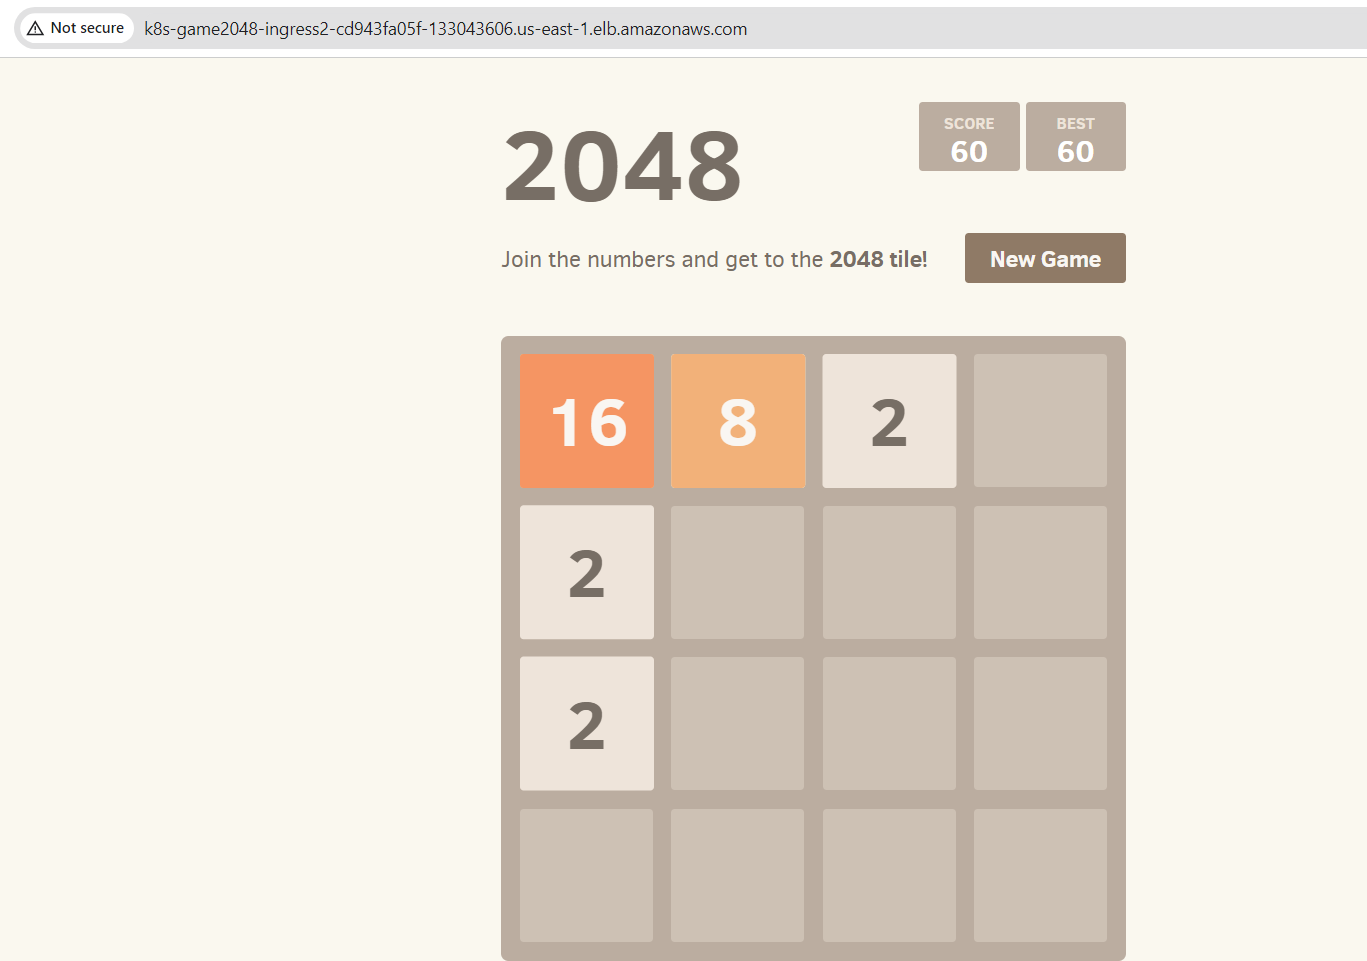 Not secure k8s-game2048-ingress2-cd943fa05f-133043606.us-east-1.elb.amazonaws.com
2048
SCORE BEST
60 60
Join the numbers and get to the 2048 tile! New Game
16 8 2
2
2